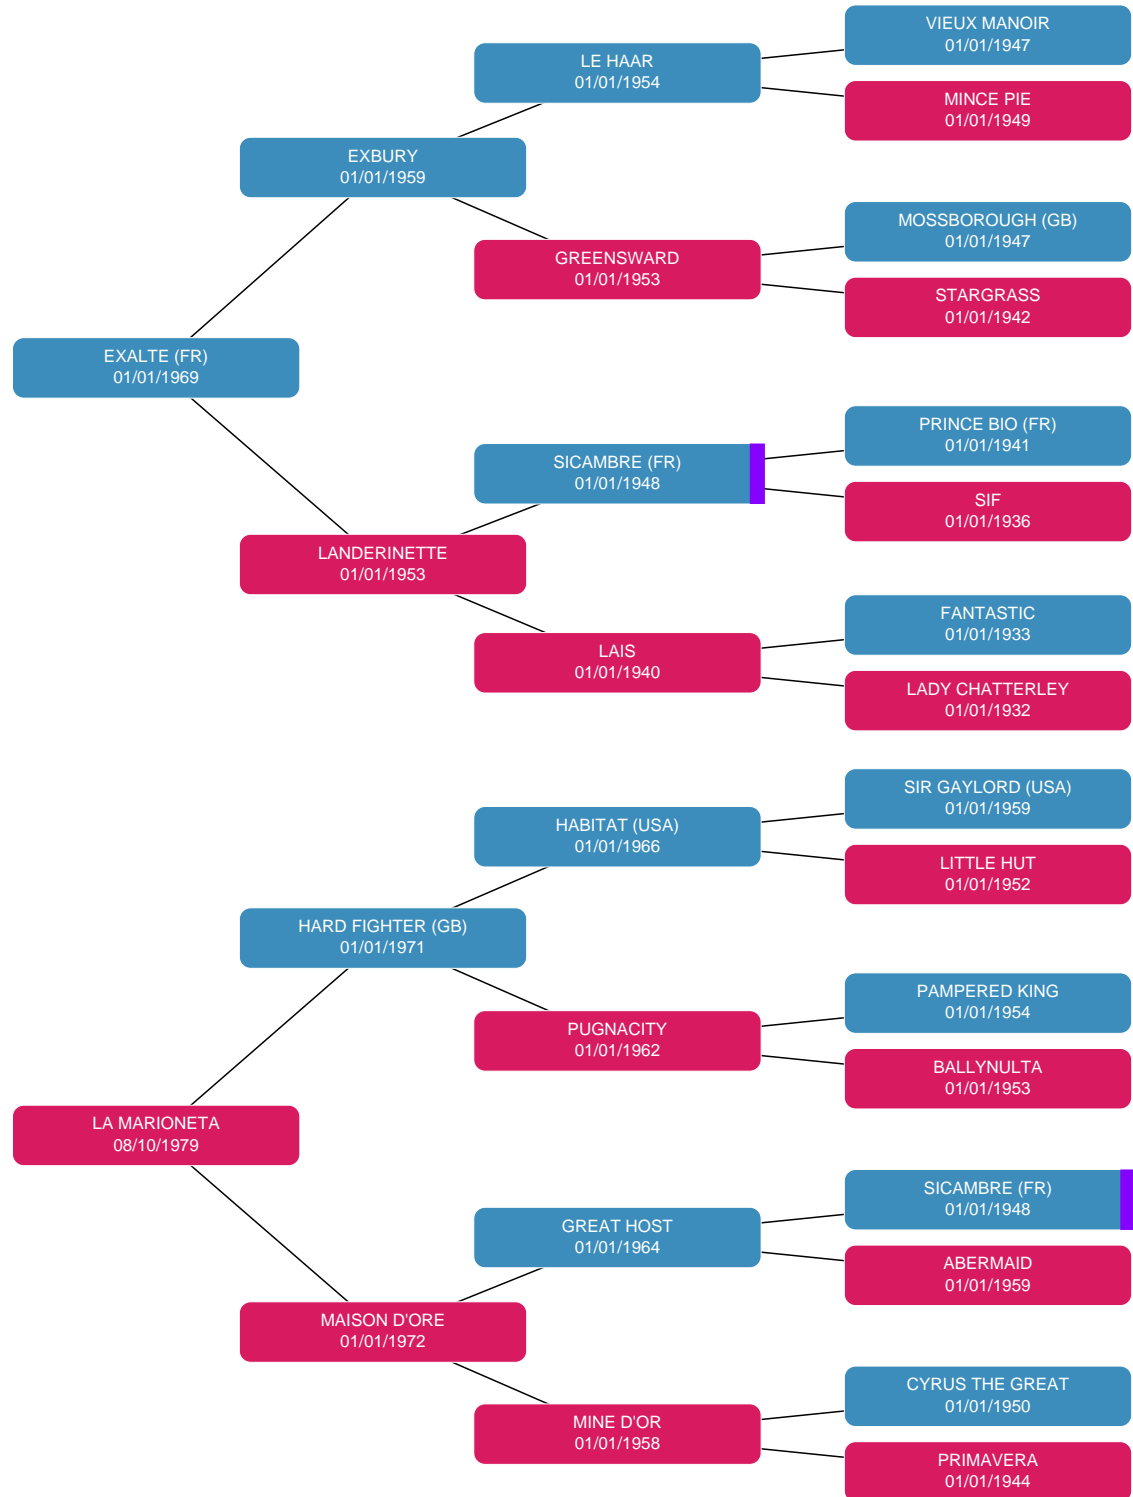 VIEUX MANOIR
01/01/1947
LE HAAR
01/01/1954
MINCE PIE
01/01/1949
EXBURY
01/01/1959
MOSSBOROUGH (GB)
01/01/1947
GREENSWARD
01/01/1953
STARGRASS
01/01/1942
EXALTE (FR)
01/01/1969
PRINCE BIO (FR)
01/01/1941
SICAMBRE (FR)
01/01/1948
SIF
01/01/1936
LANDERINETTE
01/01/1953
FANTASTIC
01/01/1933
LAIS
01/01/1940
LADY CHATTERLEY
01/01/1932
SIR GAYLORD (USA)
01/01/1959
HABITAT (USA)
01/01/1966
LITTLE HUT
01/01/1952
HARD FIGHTER (GB)
01/01/1971
PAMPERED KING
01/01/1954
PUGNACITY
01/01/1962
BALLYNULTA
01/01/1953
LA MARIONETA
08/10/1979
SICAMBRE (FR)
01/01/1948
GREAT HOST
01/01/1964
ABERMAID
01/01/1959
MAISON D'ORE
01/01/1972
CYRUS THE GREAT
01/01/1950
MINE D'OR
01/01/1958
PRIMAVERA
01/01/1944